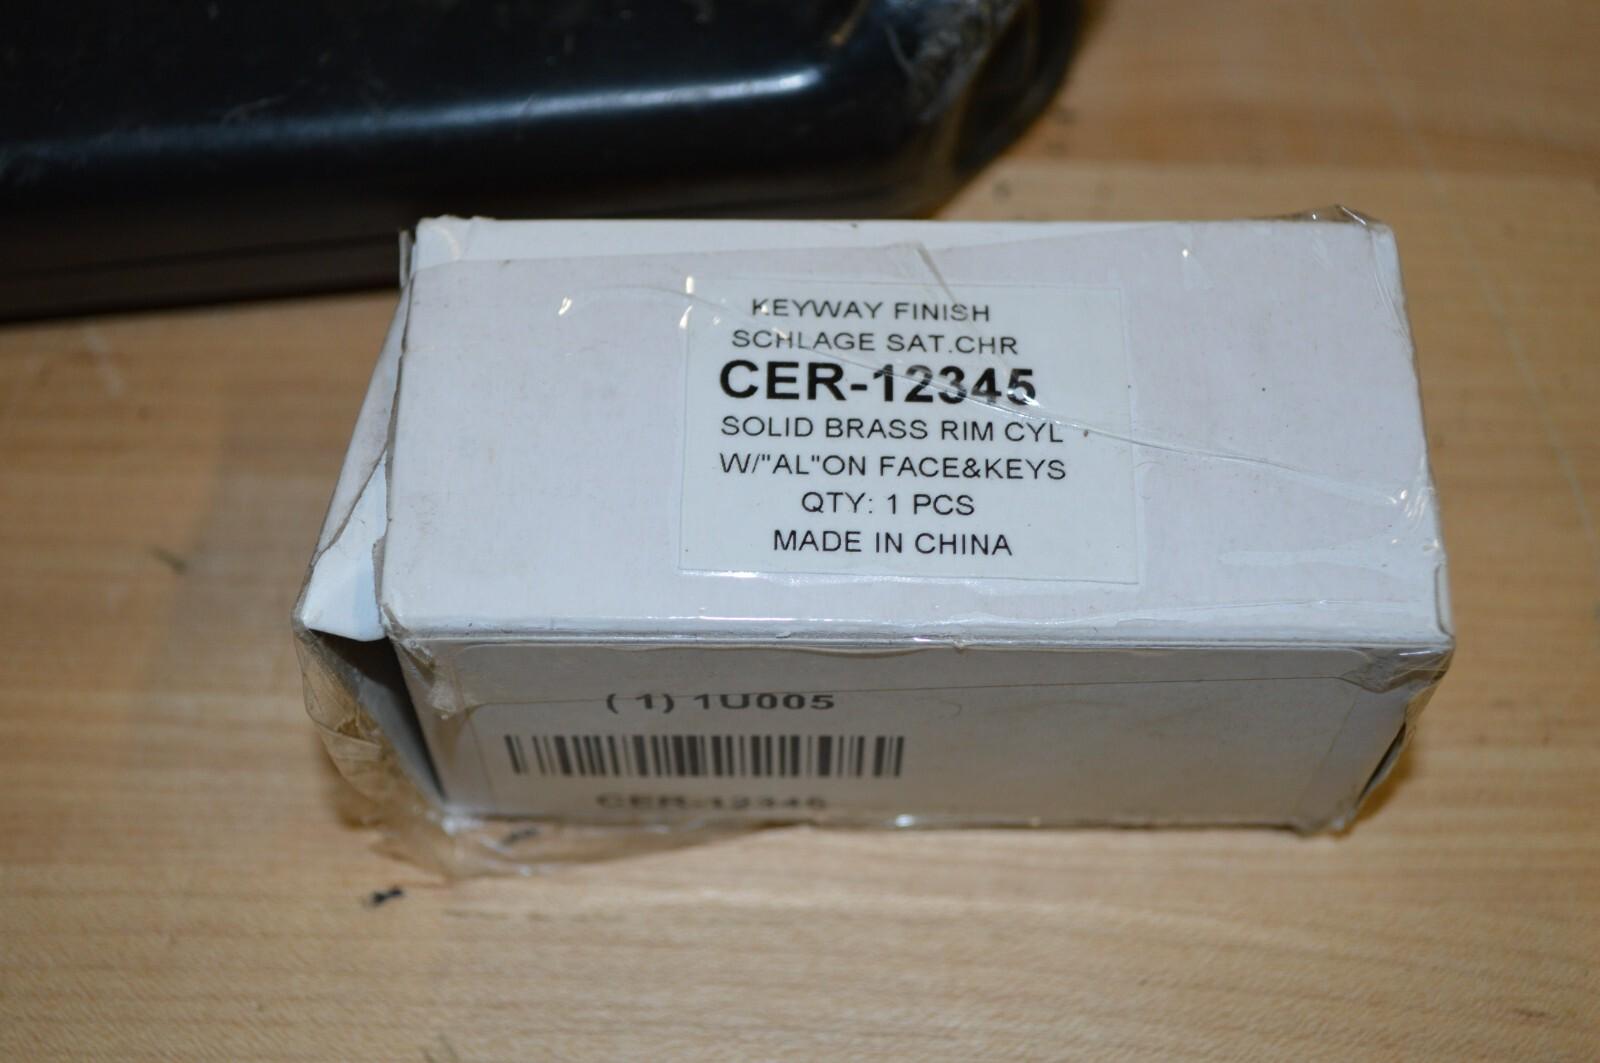 KEYWAY FINISH
SCHLAGE SAT.CHR
CER-12345
SOLID BRASS RIM CYL
W/"AL"ON FACE&KEYS
QTY: 1 PCS
MADE IN CHINA
( 1) 1U005
CER-12345